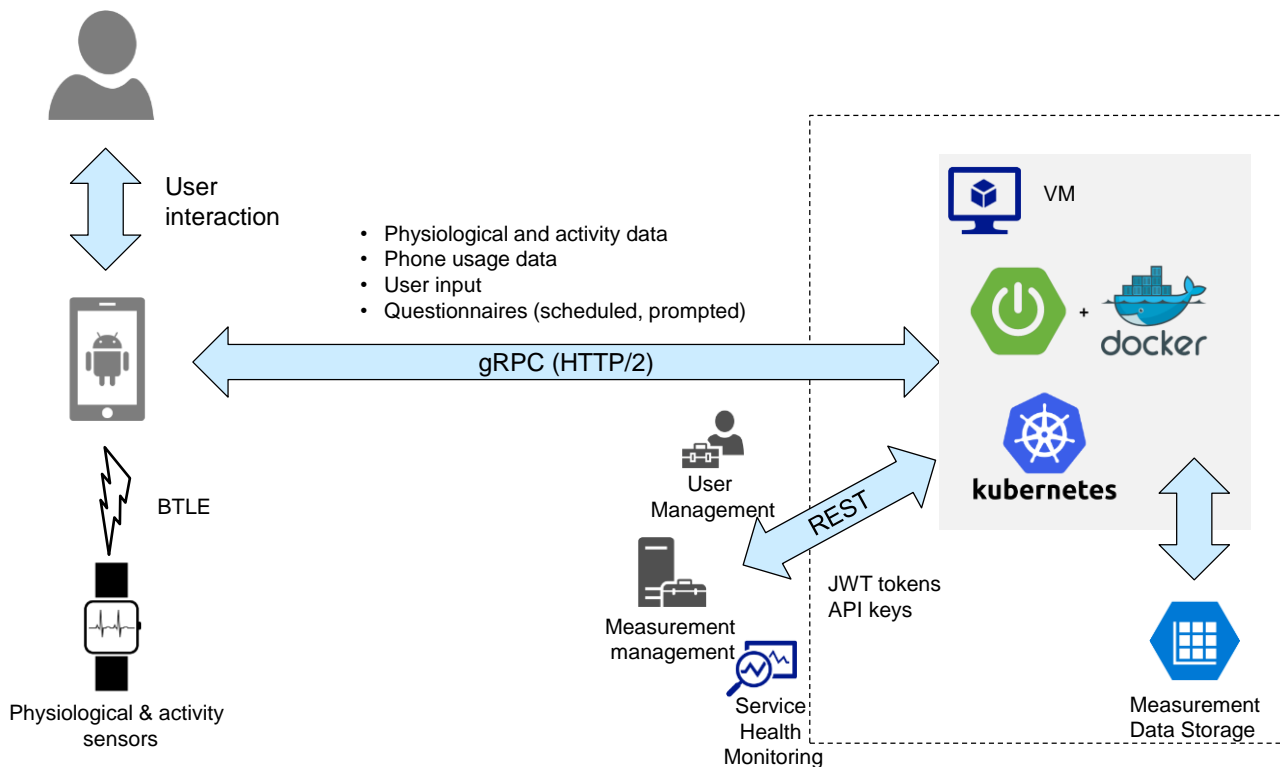 User
interaction
• Physiological and activity data
• Phone usage data
• User input
• Questionnaires (scheduled, prompted)
gRPC (HTTP/2)
VM
+
docker
kubernetes
BTLE
User
Management
REST
Measurement
management
JWT tokens
API keys
Service
Health
Monitoring
Physiological & activity
sensors
Measurement
Data Storage